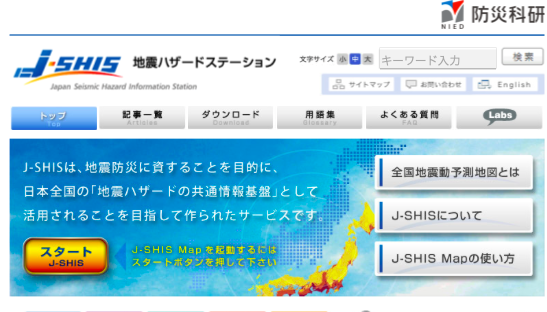 NIED 防災科研
J-SHIS 地震ハザードステーション
Japan Seismic Hazard Information Station
文字サイズ 小 中 大 キーワード入力 検索
サイトマップ お問い合わせ English
トップ 記事一覧 ダウンロード 用語集 よくある質問 Labs
Top Articles Download Glossary FAQ
J-SHISは、地震防災に資することを目的に、
日本全国の「地震ハザードの共通情報基盤」として
活用されることを目指して作られたサービスです。
スタート
J-SHIS
J-SHIS Mapを起動するには
スタートボタンを押して下さい
全国地震動予測地図とは
J-SHISについて
J-SHIS Mapの使い方